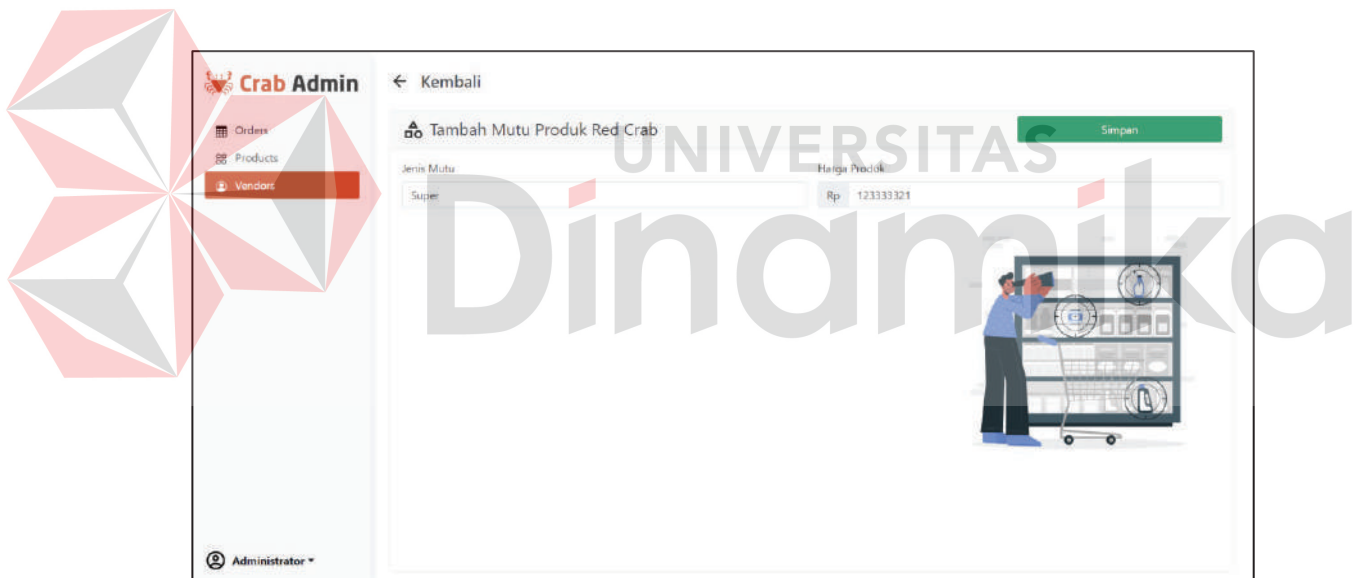 Crab Admin
← Kembali
Orders
Products
Vendors
Tambah Mutu Produk Red Crab
Simpan
Jenis Mutu
Super
Harga Produk
Rp 123333321
UNIVERSITAS
Dinamika
Administrator